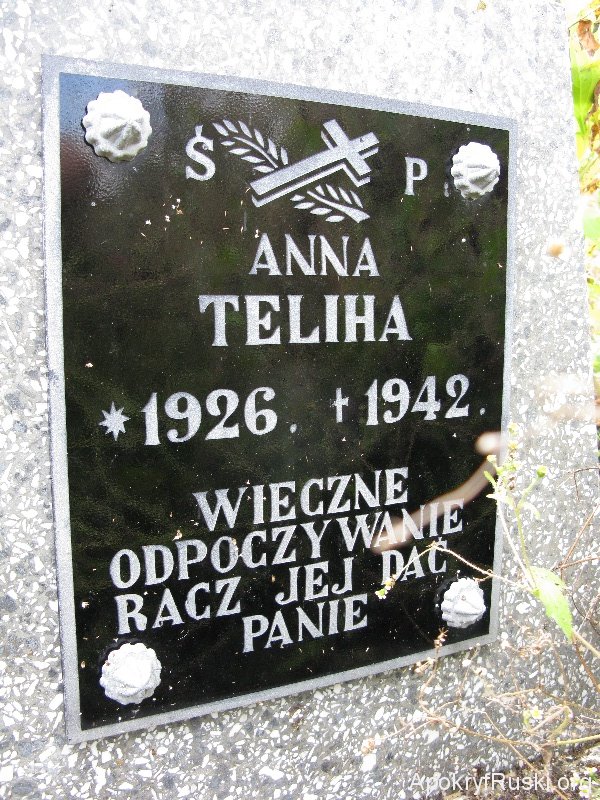 Ś P.
ANNA
TELIHA
* 1926. † 1942.
WIECZNE
ODPOCZYWANIE
RACZ JEJ DAĆ
PANIE
ApoKryfRuski.org